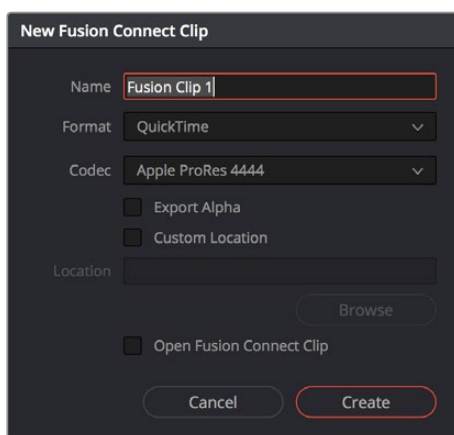 New Fusion Connect Clip
Name Fusion Clip 1
Format QuickTime
Codec Apple ProRes 4444
Export Alpha
Custom Location
Location
Browse
Open Fusion Connect Clip
Cancel Create